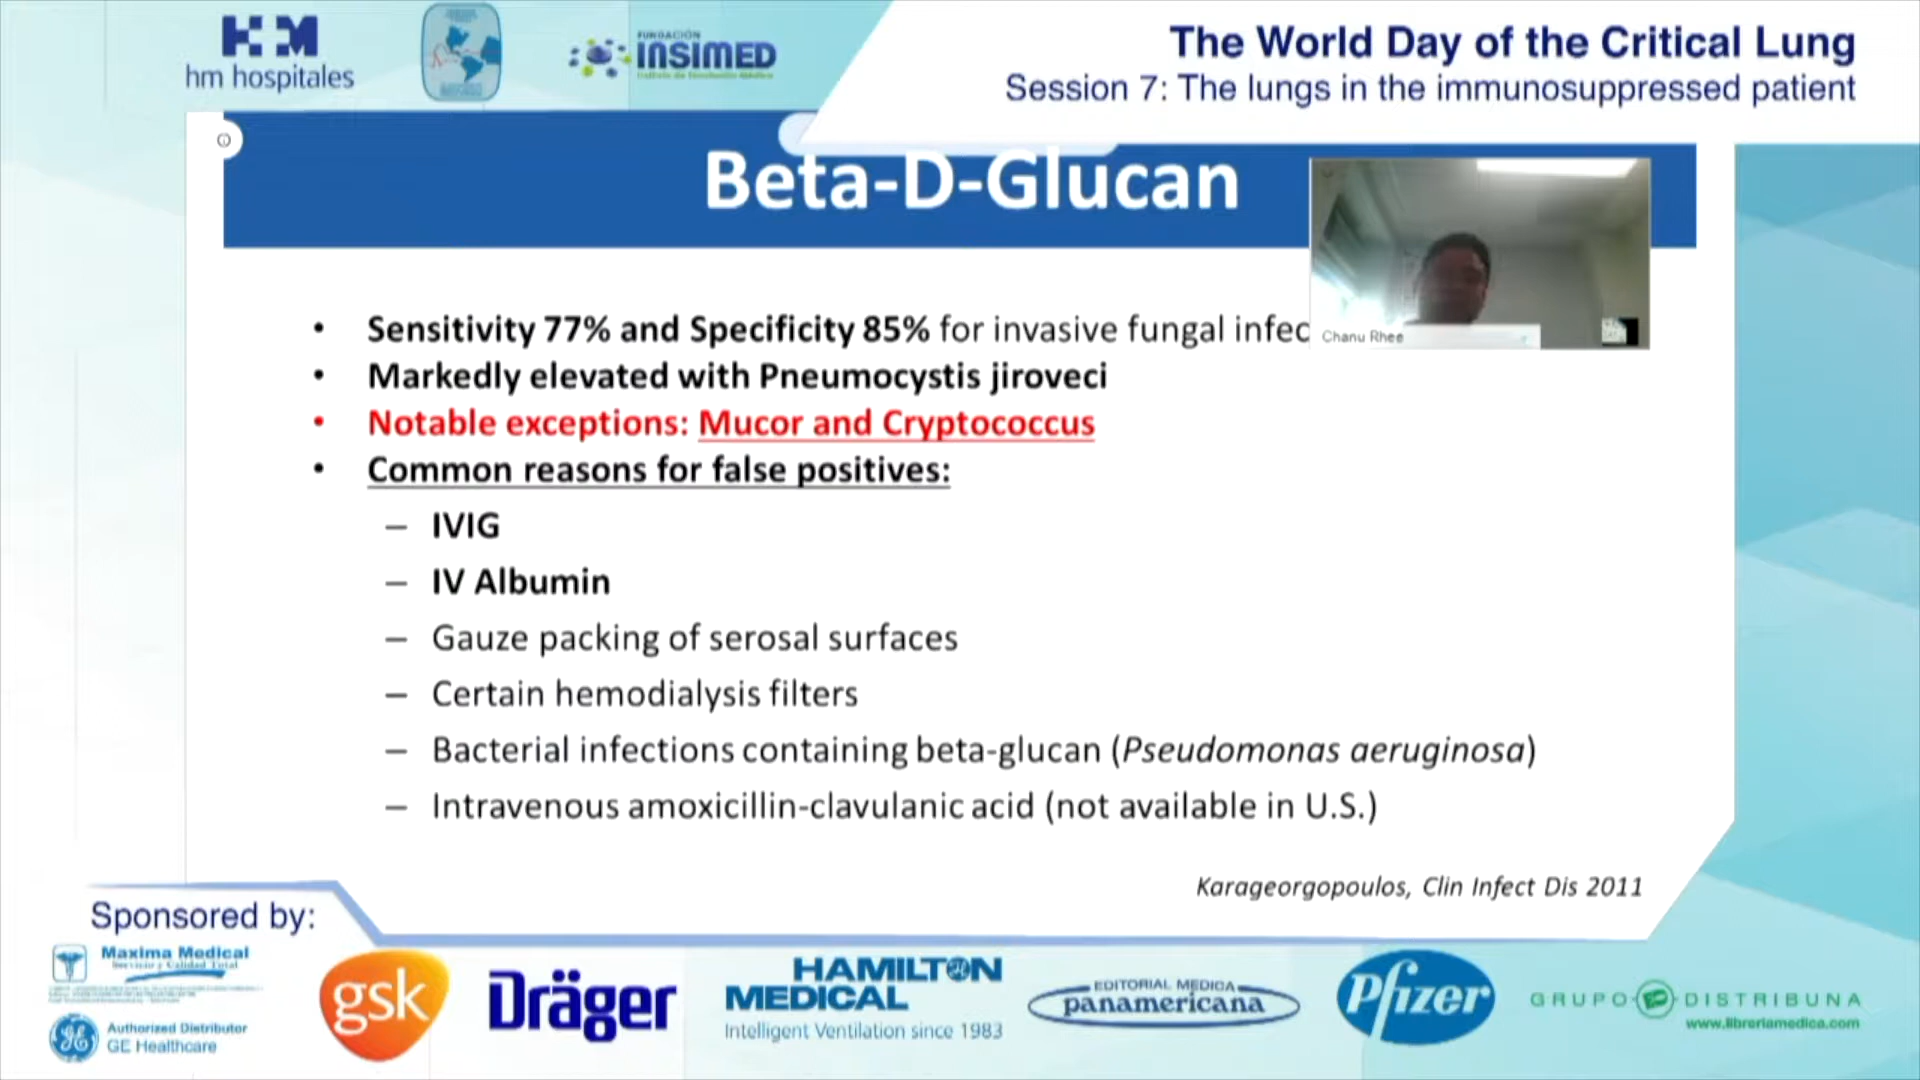 hm hospitales
FUNDACIÓN
INSIMED
The World Day of the Critical Lung
Session 7: The lungs in the immunosuppressed patient
Beta-D-Glucan
• Sensitivity 77% and Specificity 85% for invasive fungal infec
Chanu Rhee
• Markedly elevated with Pneumocystis jiroveci
• Notable exceptions: Mucor and Cryptococcus
• Common reasons for false positives:
– IVIG
– IV Albumin
– Gauze packing of serosal surfaces
– Certain hemodialysis filters
– Bacterial infections containing beta-glucan (Pseudomonas aeruginosa)
– Intravenous amoxicillin-clavulanic acid (not available in U.S.)
Karageorgopoulos, Clin Infect Dis 2011
Sponsored by:
Maxima Medical
Servicio y Calidad Total
Authorized Distributor
GE Healthcare
gsk
Dräger
HAMILTON
MEDICAL
Intelligent Ventilation since 1983
EDITORIAL MEDICA
panamericana
Pfizer
GRUPO DISTRIBUNA
www.libreriamedica.com